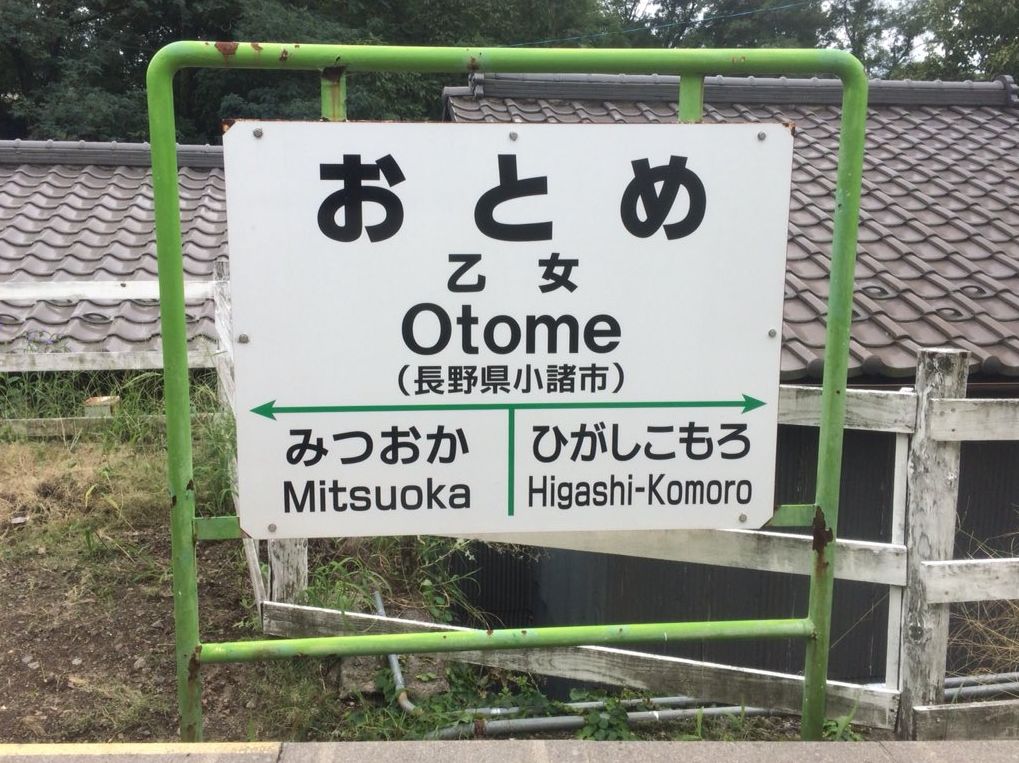 おとめ
乙女
Otome
（長野県小諸市）
みつおか ひがしこもろ
Mitsuoka Higashi-Komoro